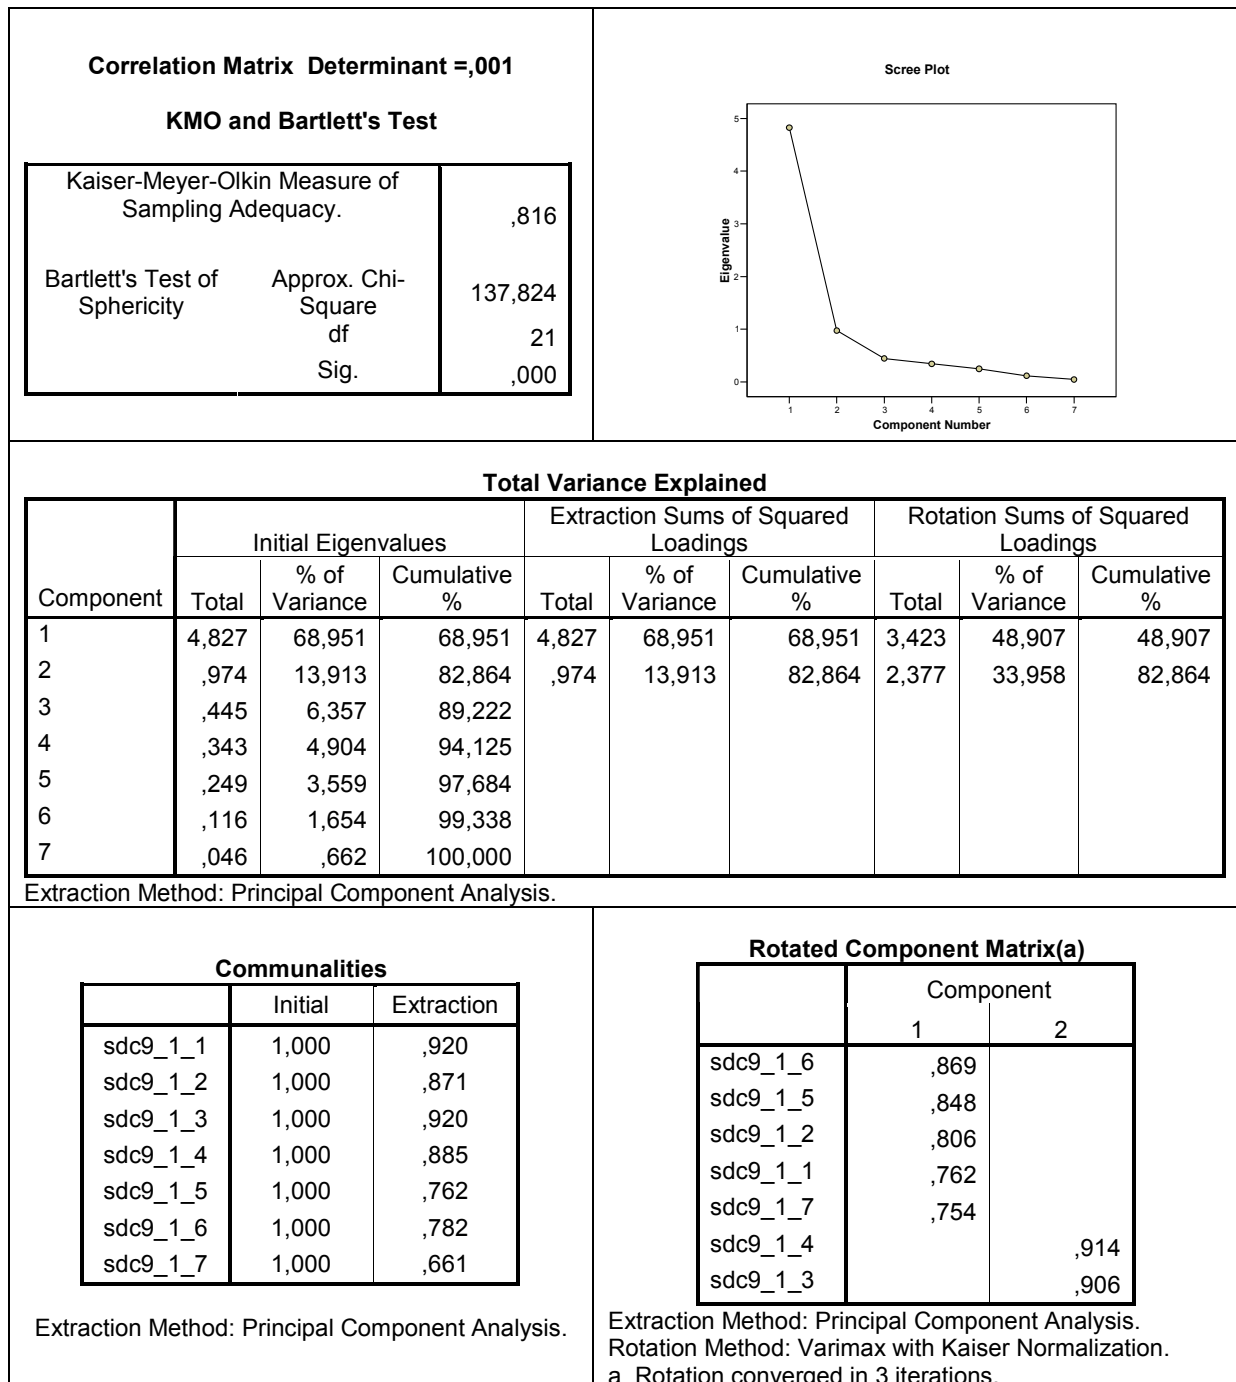 Correlation Matrix Determinant =,001
KMO and Bartlett's Test
Kaiser-Meyer-Olkin Measure of
Sampling Adequacy. ,816
Bartlett's Test of Sphericity Approx. Chi-Square 137,824
df 21
Sig. ,000
Scree Plot
Eigenvalue
5
4
3
2
1
0
1 2 3 4 5 6 7
Component Number
Total Variance Explained
Component Initial Eigenvalues Extraction Sums of Squared Loadings Rotation Sums of Squared Loadings
Total % of Variance Cumulative % Total % of Variance Cumulative % Total % of Variance Cumulative %
1 4,827 68,951 68,951 4,827 68,951 68,951 3,423 48,907 48,907
2 ,974 13,913 82,864 ,974 13,913 82,864 2,377 33,958 82,864
3 ,445 6,357 89,222
4 ,343 4,904 94,125
5 ,249 3,559 97,684
6 ,116 1,654 99,338
7 ,046 ,662 100,000
Extraction Method: Principal Component Analysis.
Communalities
Initial Extraction
sdc9_1_1 1,000 ,920
sdc9_1_2 1,000 ,871
sdc9_1_3 1,000 ,920
sdc9_1_4 1,000 ,885
sdc9_1_5 1,000 ,762
sdc9_1_6 1,000 ,782
sdc9_1_7 1,000 ,661
Extraction Method: Principal Component Analysis.
Rotated Component Matrix(a)
Component
1 2
sdc9_1_6 ,869
sdc9_1_5 ,848
sdc9_1_2 ,806
sdc9_1_1 ,762
sdc9_1_7 ,754
sdc9_1_4 ,914
sdc9_1_3 ,906
Extraction Method: Principal Component Analysis.
Rotation Method: Varimax with Kaiser Normalization.
a Rotation converged in 3 iterations.